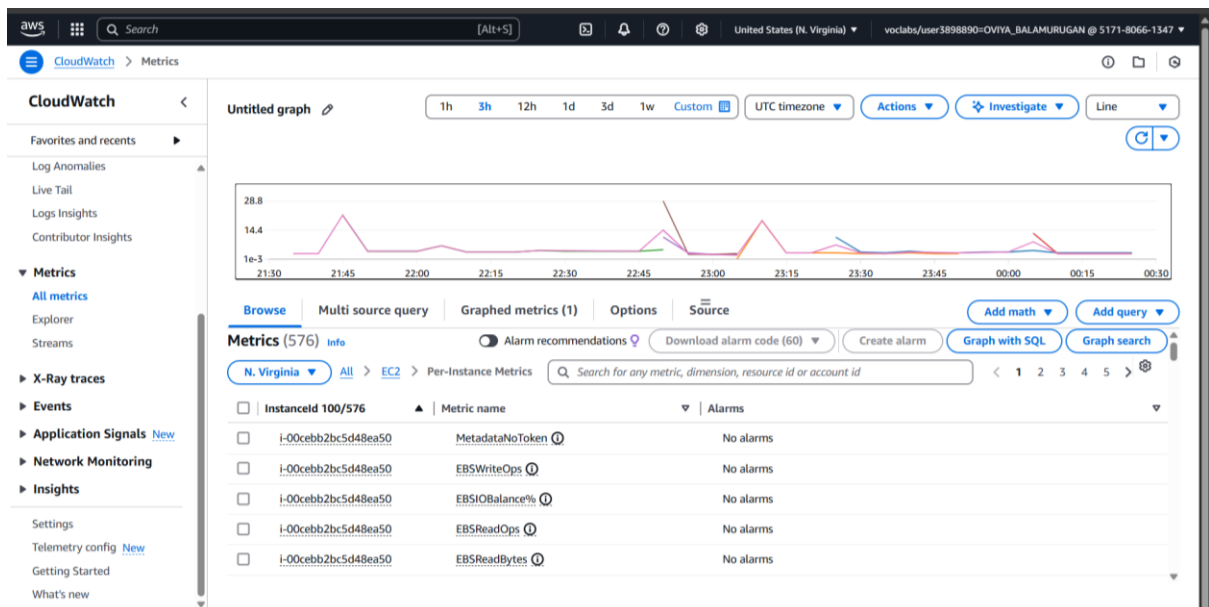 aws Search [Alt+S] United States (N. Virginia) ▼ voclabs/user3898890=OVIYA_BALAMURUGAN @ 5171-8066-1347 ▼
CloudWatch > Metrics
CloudWatch
Favorites and recents
Log Anomalies
Live Tail
Logs Insights
Contributor Insights
Metrics
All metrics
Explorer
Streams
X-Ray traces
Events
Application Signals New
Network Monitoring
Insights
Settings
Telemetry config New
Getting Started
What's new
Untitled graph 1h 3h 12h 1d 3d 1w Custom UTC timezone Actions Investigate Line
28.8
14.4
1e-3
21:30 21:45 22:00 22:15 22:30 22:45 23:00 23:15 23:30 23:45 00:00 00:15 00:30
Browse Multi source query Graphed metrics (1) Options Source Add math Add query
Metrics (576) Info Alarm recommendations Download alarm code (60) Create alarm Graph with SQL Graph search
N. Virginia All > EC2 > Per-Instance Metrics Search for any metric, dimension, resource id or account id 1 2 3 4 5
InstanceId 100/576 Metric name Alarms
i-00cebb2bc5d48ea50 MetadataNoToken No alarms
i-00cebb2bc5d48ea50 EBSWriteOps No alarms
i-00cebb2bc5d48ea50 EBSIOBalance% No alarms
i-00cebb2bc5d48ea50 EBSReadOps No alarms
i-00cebb2bc5d48ea50 EBSReadBytes No alarms